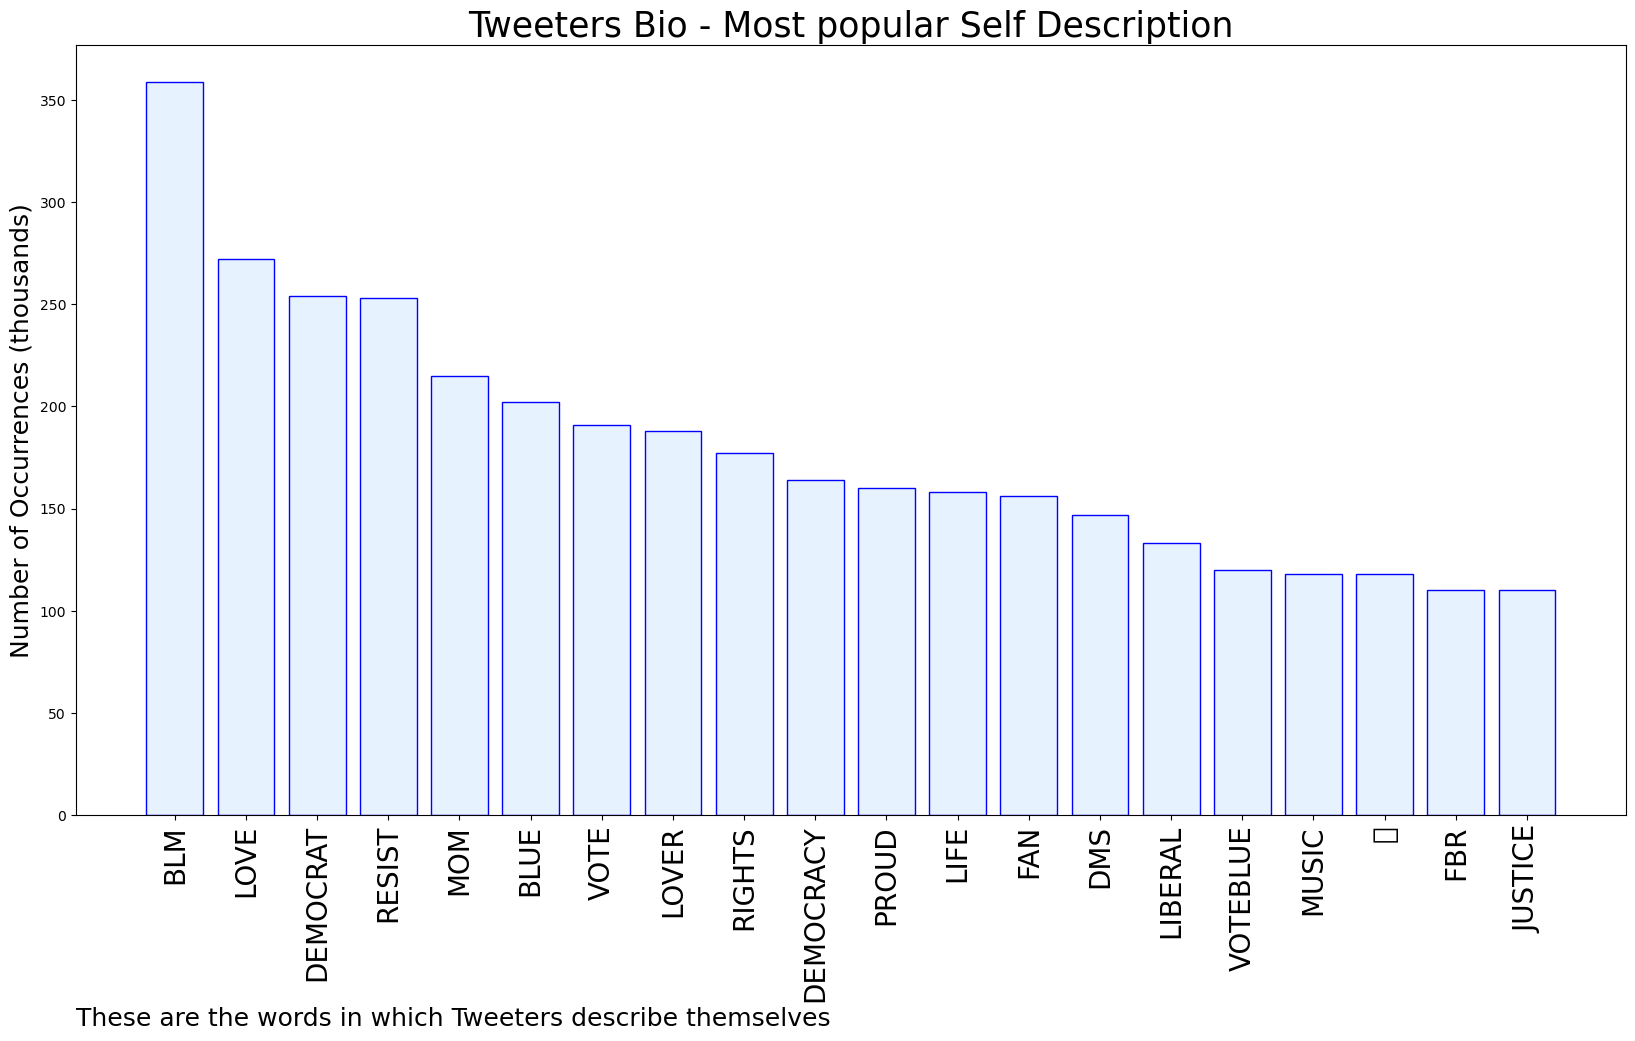 Tweeters Bio - Most popular Self Description
Number of Occurrences (thousands)
350
300
250
200
150
100
50
0
BLM
LOVE
DEMOCRAT
RESIST
MOM
BLUE
VOTE
LOVER
RIGHTS
DEMOCRACY
PROUD
LIFE
FAN
DMS
LIBERAL
VOTEBLUE
MUSIC
FBR
JUSTICE
These are the words in which Tweeters describe themselves